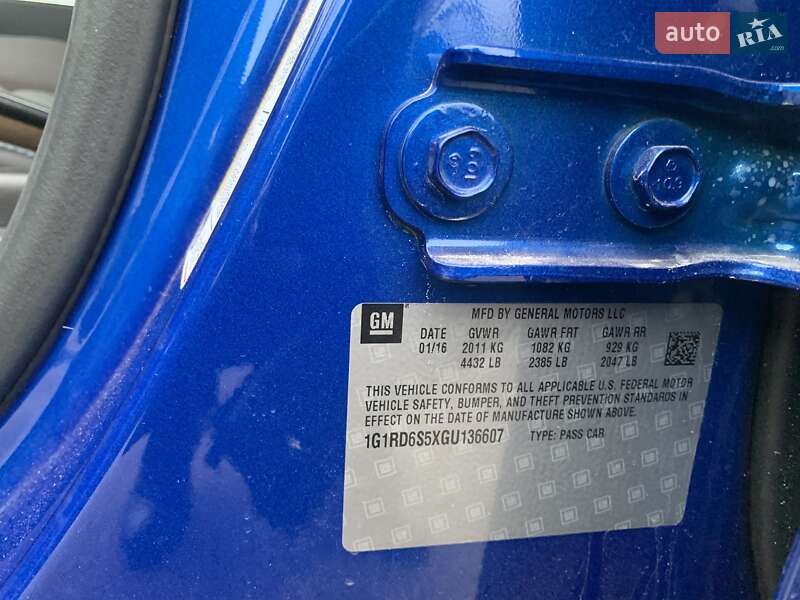 auto RIA
.com
GM
MFD BY GENERAL MOTORS LLC
DATE GVWR GAWR FRT GAWR RR
01/16 2011 KG 1082 KG 929 KG
4432 LB 2385 LB 2047 LB
THIS VEHICLE CONFORMS TO ALL APPLICABLE U.S. FEDERAL MOTOR
VEHICLE SAFETY, BUMPER, AND THEFT PREVENTION STANDARDS IN
EFFECT ON THE DATE OF MANUFACTURE SHOWN ABOVE.
1G1RD6S5XGU136607 TYPE: PASS CAR